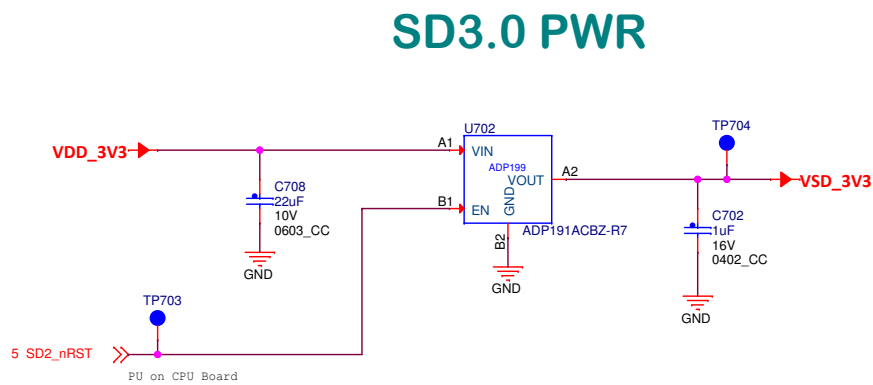 SD3.0 PWR
TP704
U702
VDD_3V3
A1
VIN
ADP199
VOUT
A2
VSD_3V3
C708
22uF
10V
0603_CC
GND
B1
EN
GND
B2
ADP191ACBZ-R7
GND
C702
1uF
16V
0402_CC
GND
TP703
5 SD2_nRST
PU on CPU Board